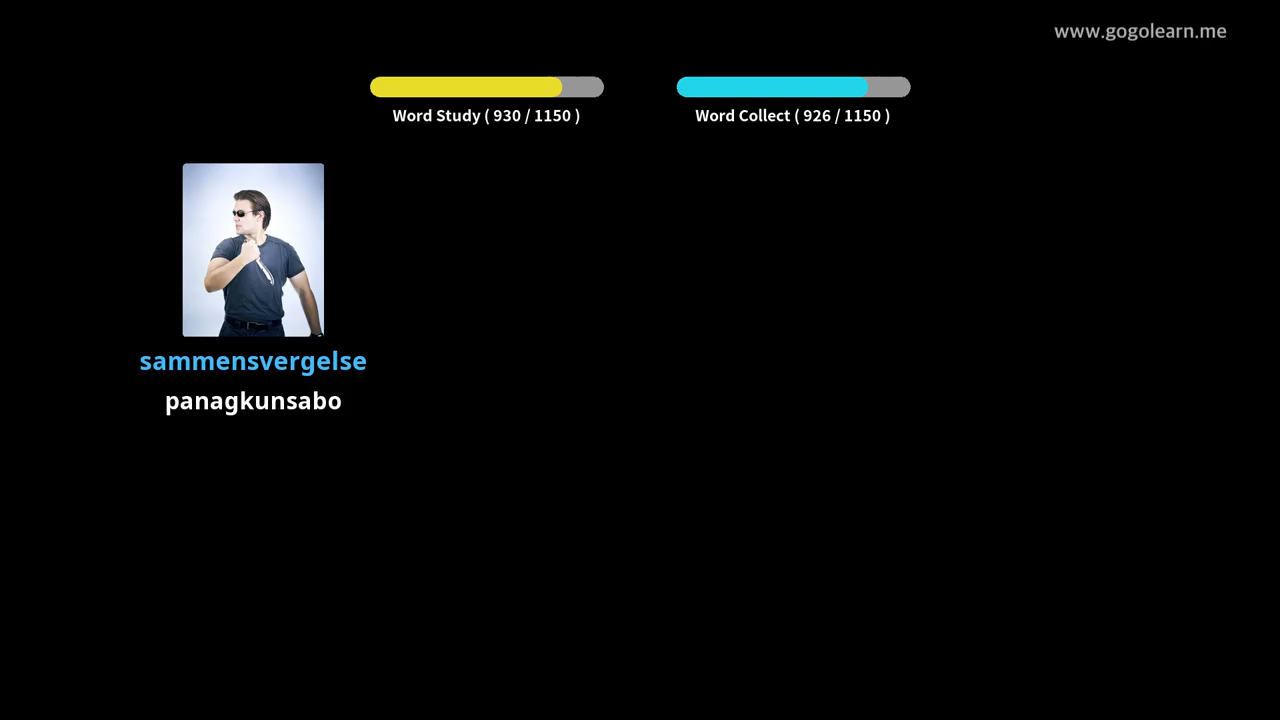 www.gogolearn.me
Word Study ( 930 / 1150 )
Word Collect ( 926 / 1150 )
sammensvergelse
panagkunsabo